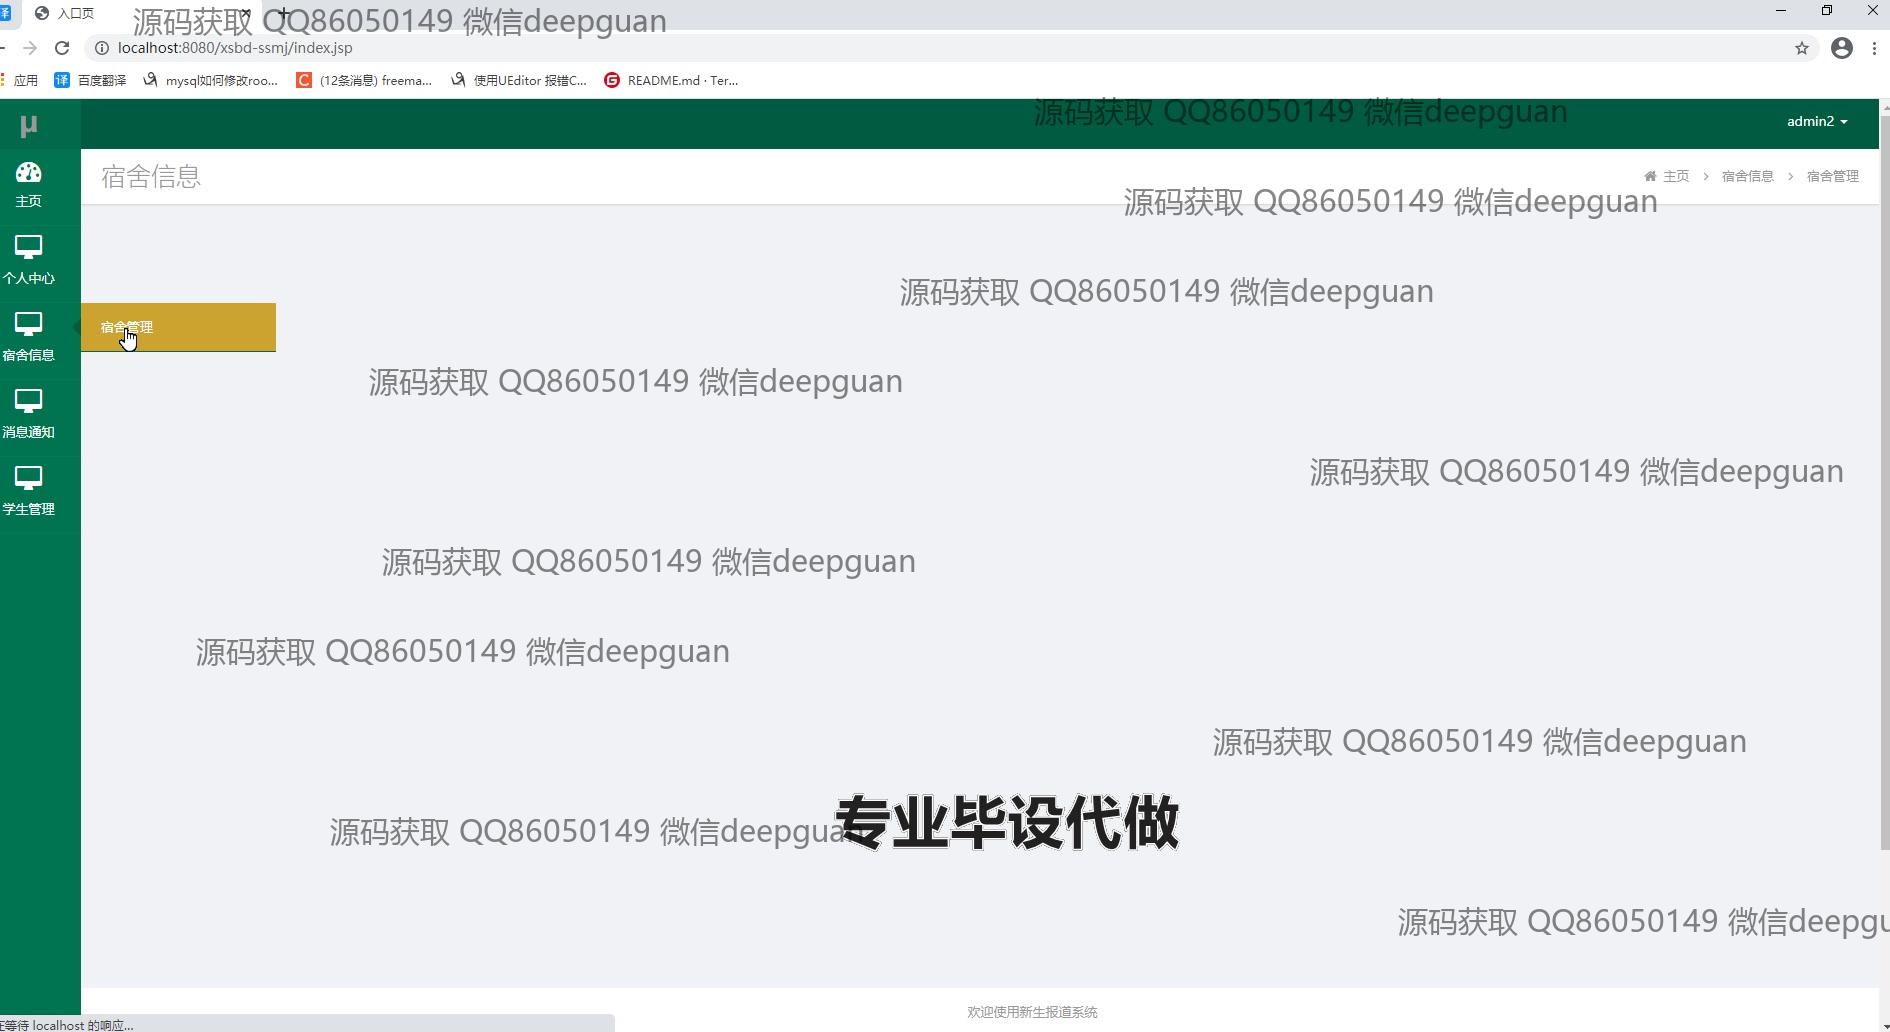 入口页
源码获取 QQ86050149 微信deepguan
localhost:8080/xsbd-ssmj/index.jsp
应用 百度翻译 mysql如何修改roo... (12条消息) freema... 使用UEditor 报错C... README.md · Ter...
源码获取 QQ86050149 微信deepguan
μ
admin2
宿舍信息
主页 > 宿舍信息 > 宿舍管理
主页
源码获取 QQ86050149 微信deepguan
个人中心
源码获取 QQ86050149 微信deepguan
宿舍管理
宿舍信息
源码获取 QQ86050149 微信deepguan
消息通知
源码获取 QQ86050149 微信deepguan
学生管理
源码获取 QQ86050149 微信deepguan
源码获取 QQ86050149 微信deepguan
源码获取 QQ86050149 微信deepguan
源码获取 QQ86050149 微信deepguan
专业毕设代做
源码获取 QQ86050149 微信deepgu
欢迎使用新生报道系统
在等待 localhost 的响应...